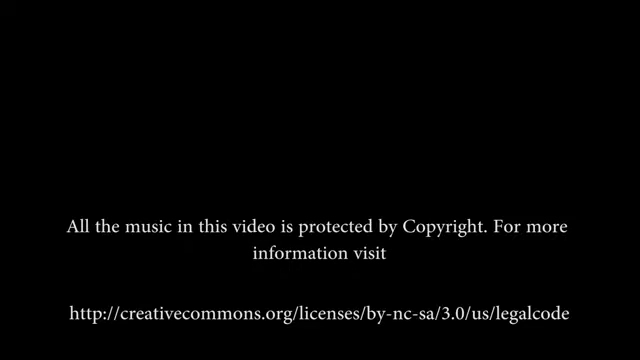 All the music in this video is protected by Copyright. For more
information visit
http://creativecommons.org/licenses/by-nc-sa/3.0/us/legalcode